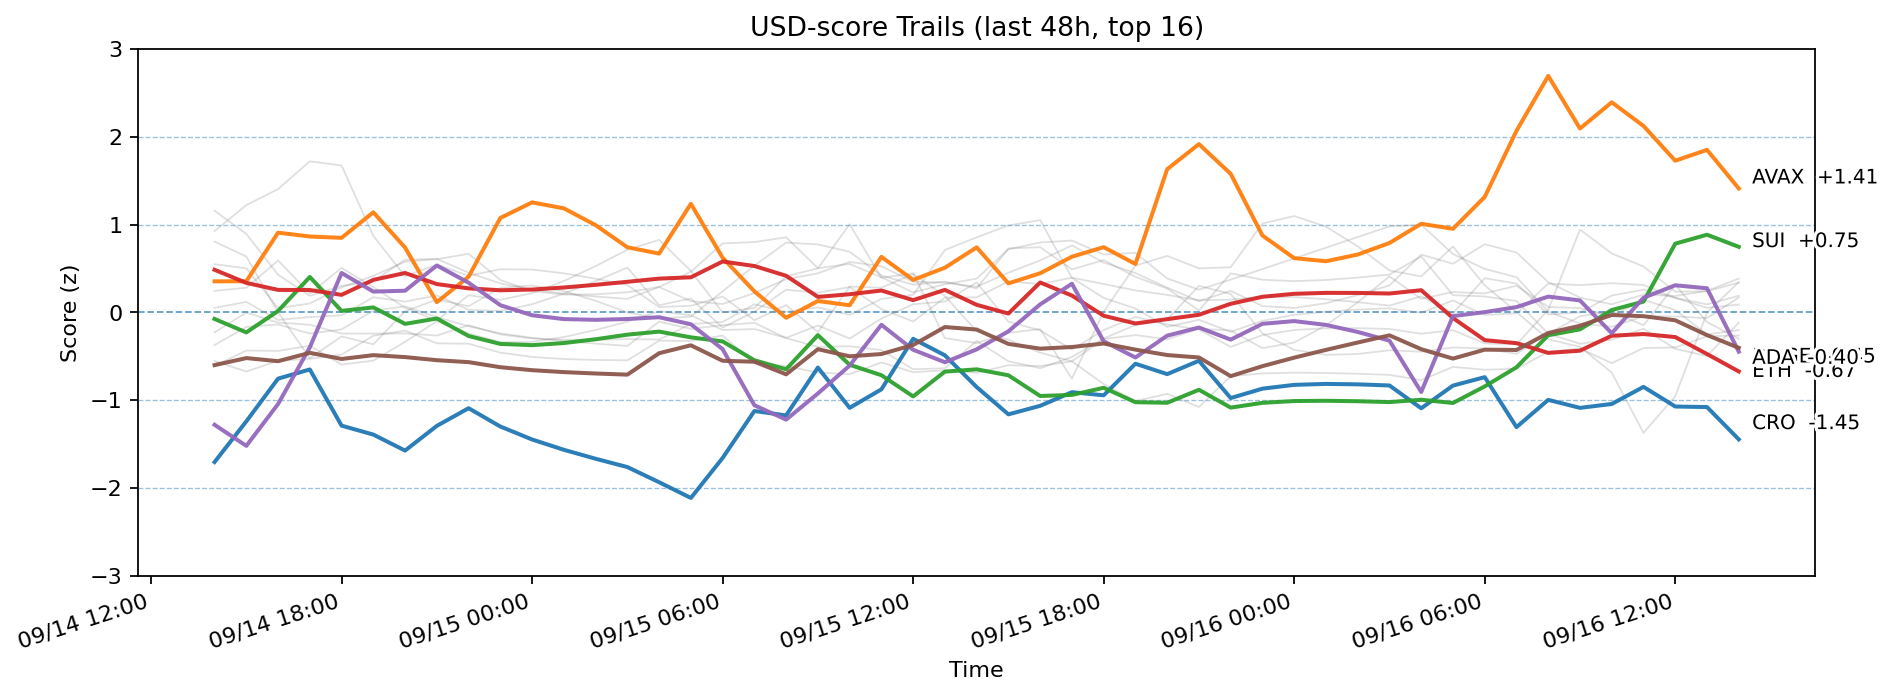 USD-score Trails (last 48h, top 16)
3
2
1
0
−1
−2
−3
Score (z)
AVAX +1.41
SUI +0.75
ADA -0.40
ETH -0.67
CRO -1.45
09/14 12:00
09/14 18:00
09/15 00:00
09/15 06:00
09/15 12:00
09/15 18:00
09/16 00:00
09/16 06:00
09/16 12:00
Time